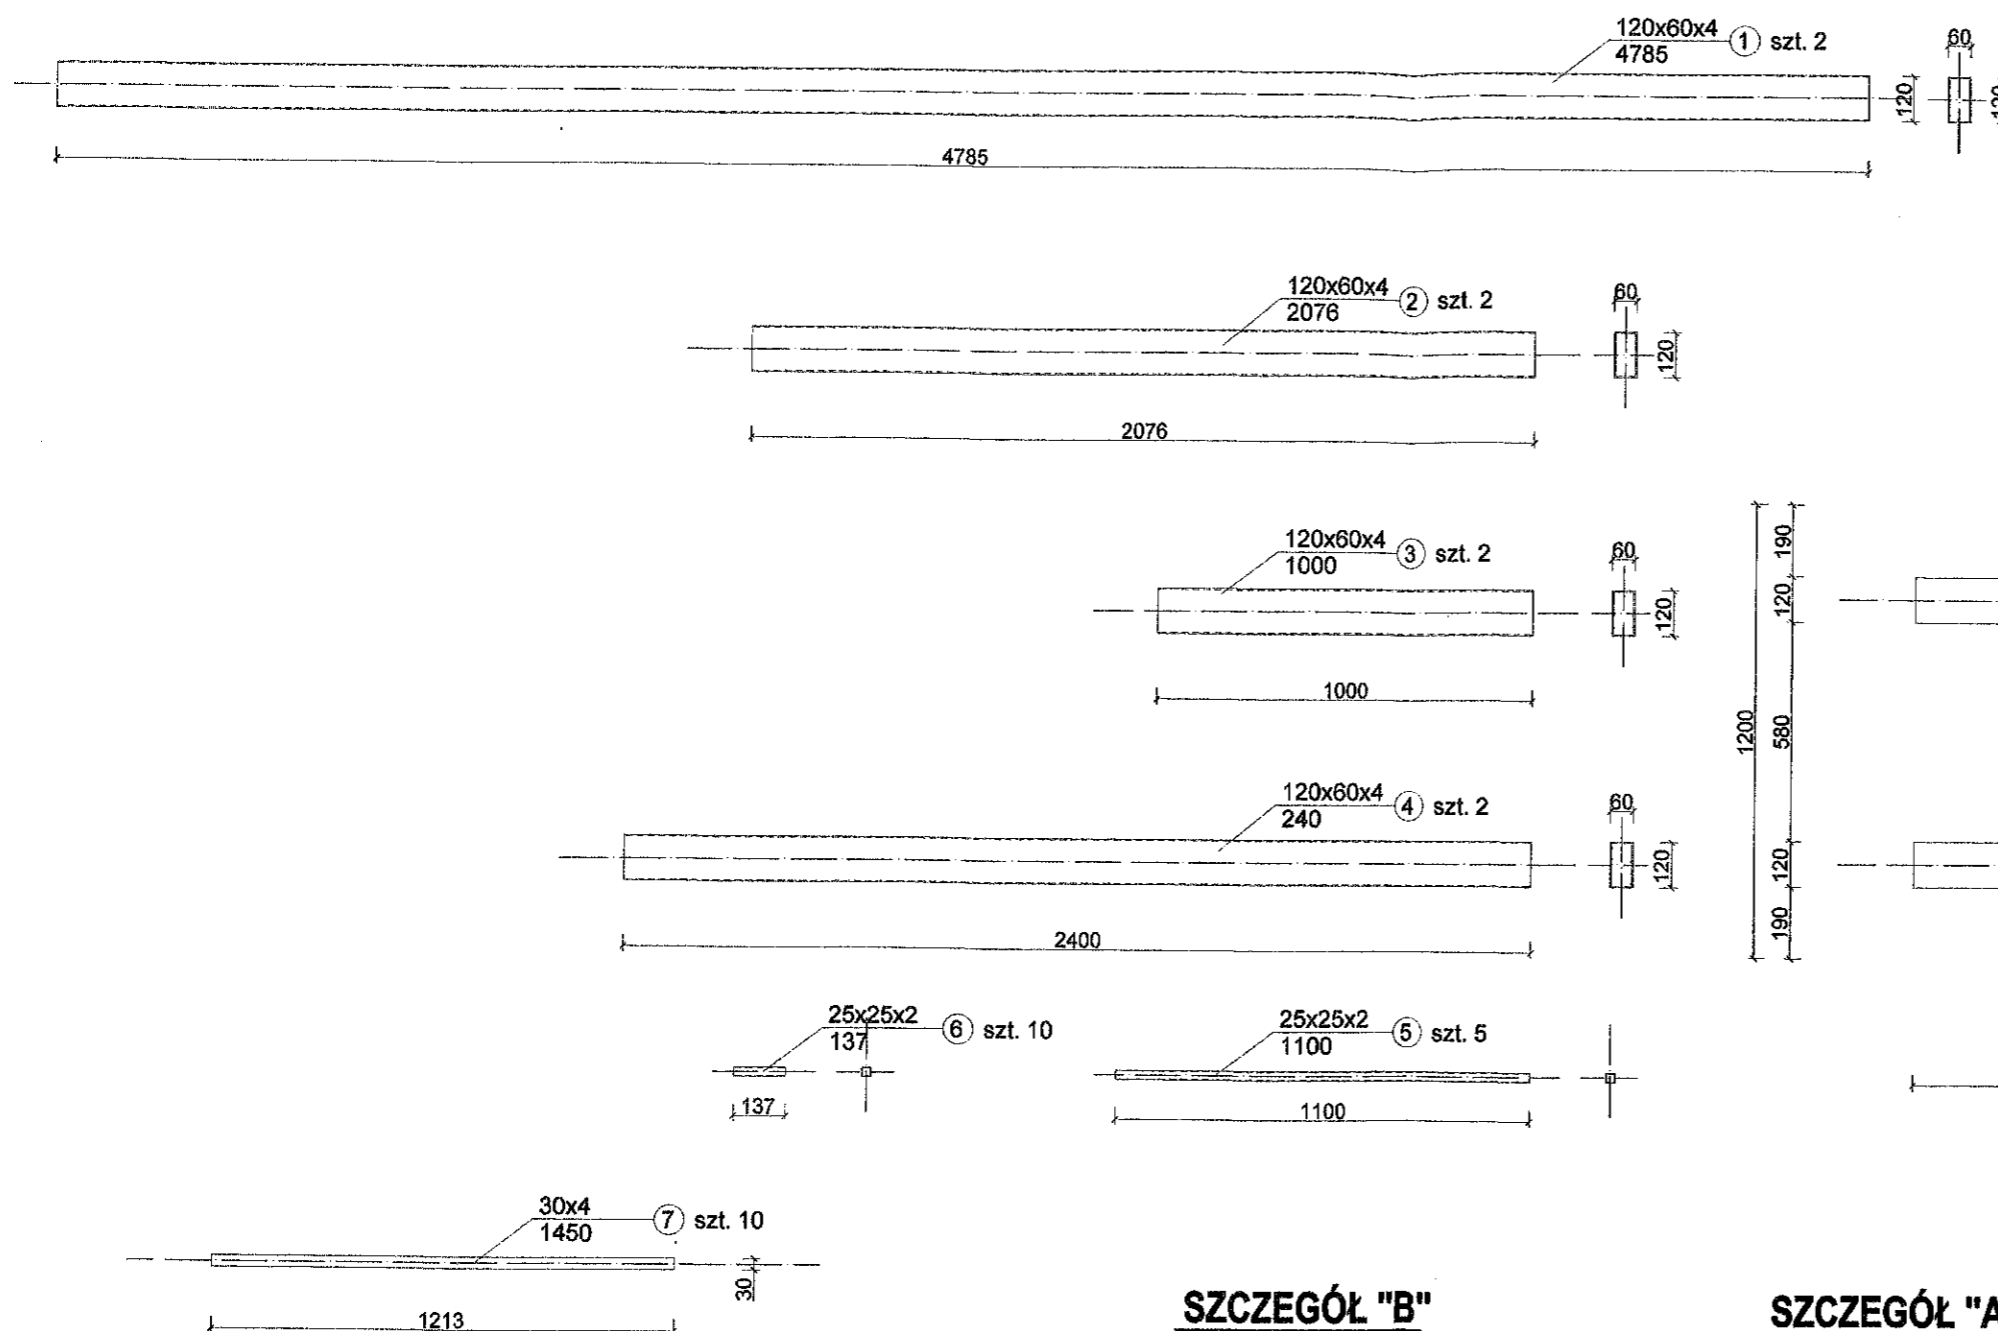 120x60x4
4785
1 szt. 2
60
120
120
4785
120x60x4
2076
2 szt. 2
60
120
2076
120x60x4
1000
3 szt. 2
60
120
1000
190
120
580
120
190
1200
120x60x4
240
4 szt. 2
60
120
2400
25x25x2
137
6 szt. 10
137
25x25x2
1100
5 szt. 5
1100
30x4
1450
7 szt. 10
30
1213
SZCZEGÓŁ "B"
SZCZEGÓŁ "A